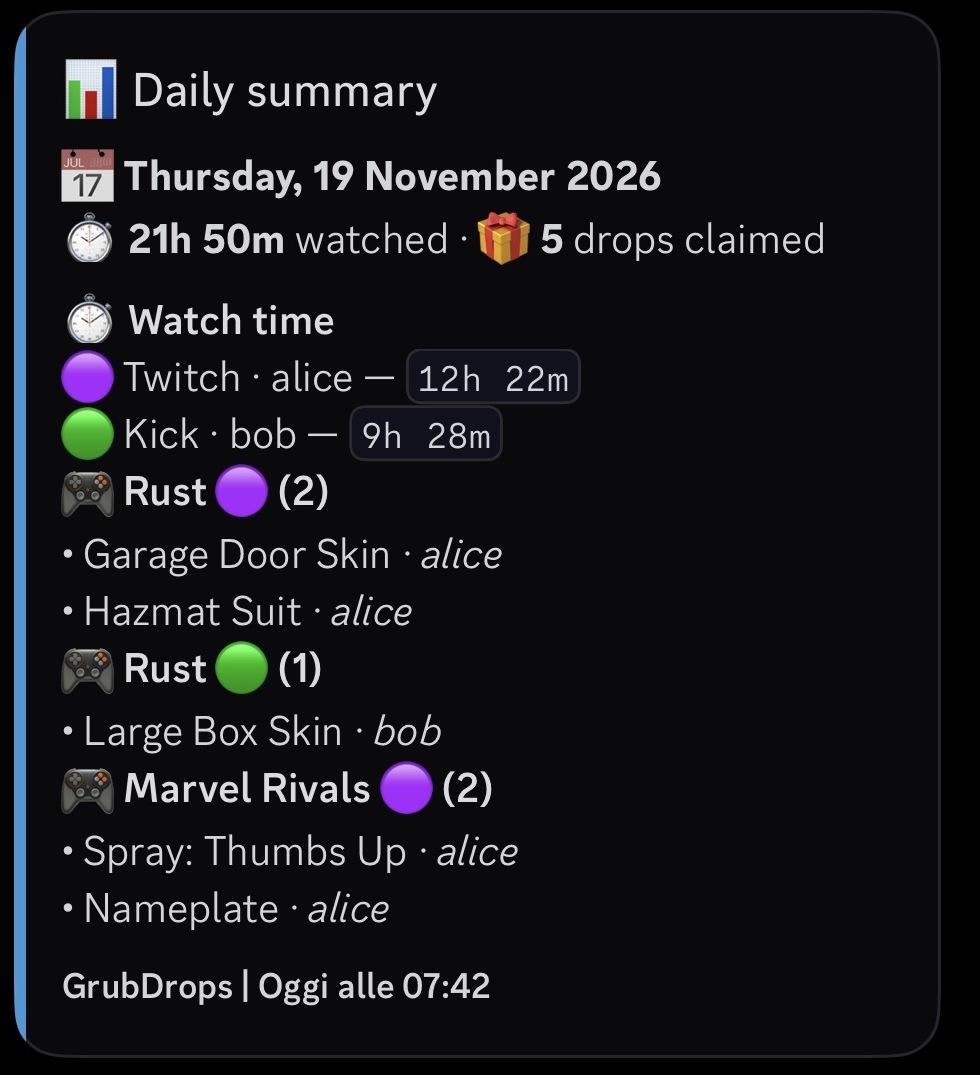 📊 Daily summary
📅 Thursday, 19 November 2026
⏱️ 21h 50m watched · 🎁 5 drops claimed
⏱️ Watch time
🟣 Twitch · alice — 12h 22m
🟢 Kick · bob — 9h 28m
🎮 Rust 🟣 (2)
• Garage Door Skin · alice
• Hazmat Suit · alice
🎮 Rust 🟢 (1)
• Large Box Skin · bob
🎮 Marvel Rivals 🟣 (2)
• Spray: Thumbs Up · alice
• Nameplate · alice
GrubDrops | Oggi alle 07:42